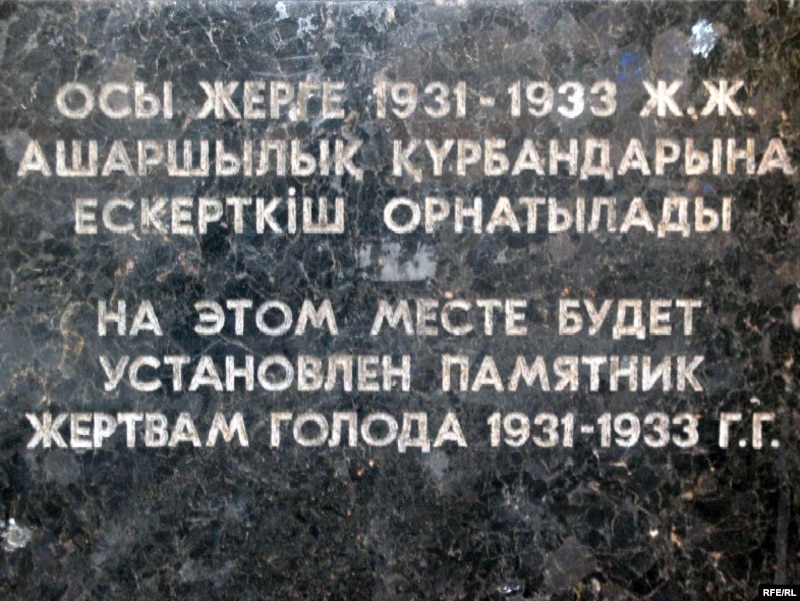 ОСЫ ЖЕРГЕ 1931-1933 Ж.Ж.
АШАРШЫЛЫҚ ҚҮРБАНДАРЫНА
ЕСКЕРТКІШ ОРНАТЫЛАДЫ
НА ЭТОМ МЕСТЕ БУДЕТ
УСТАНОВЛЕН ПАМЯТНИК
ЖЕРТВАМ ГОЛОДА 1931-1933 Г.Г.
RFE/RL